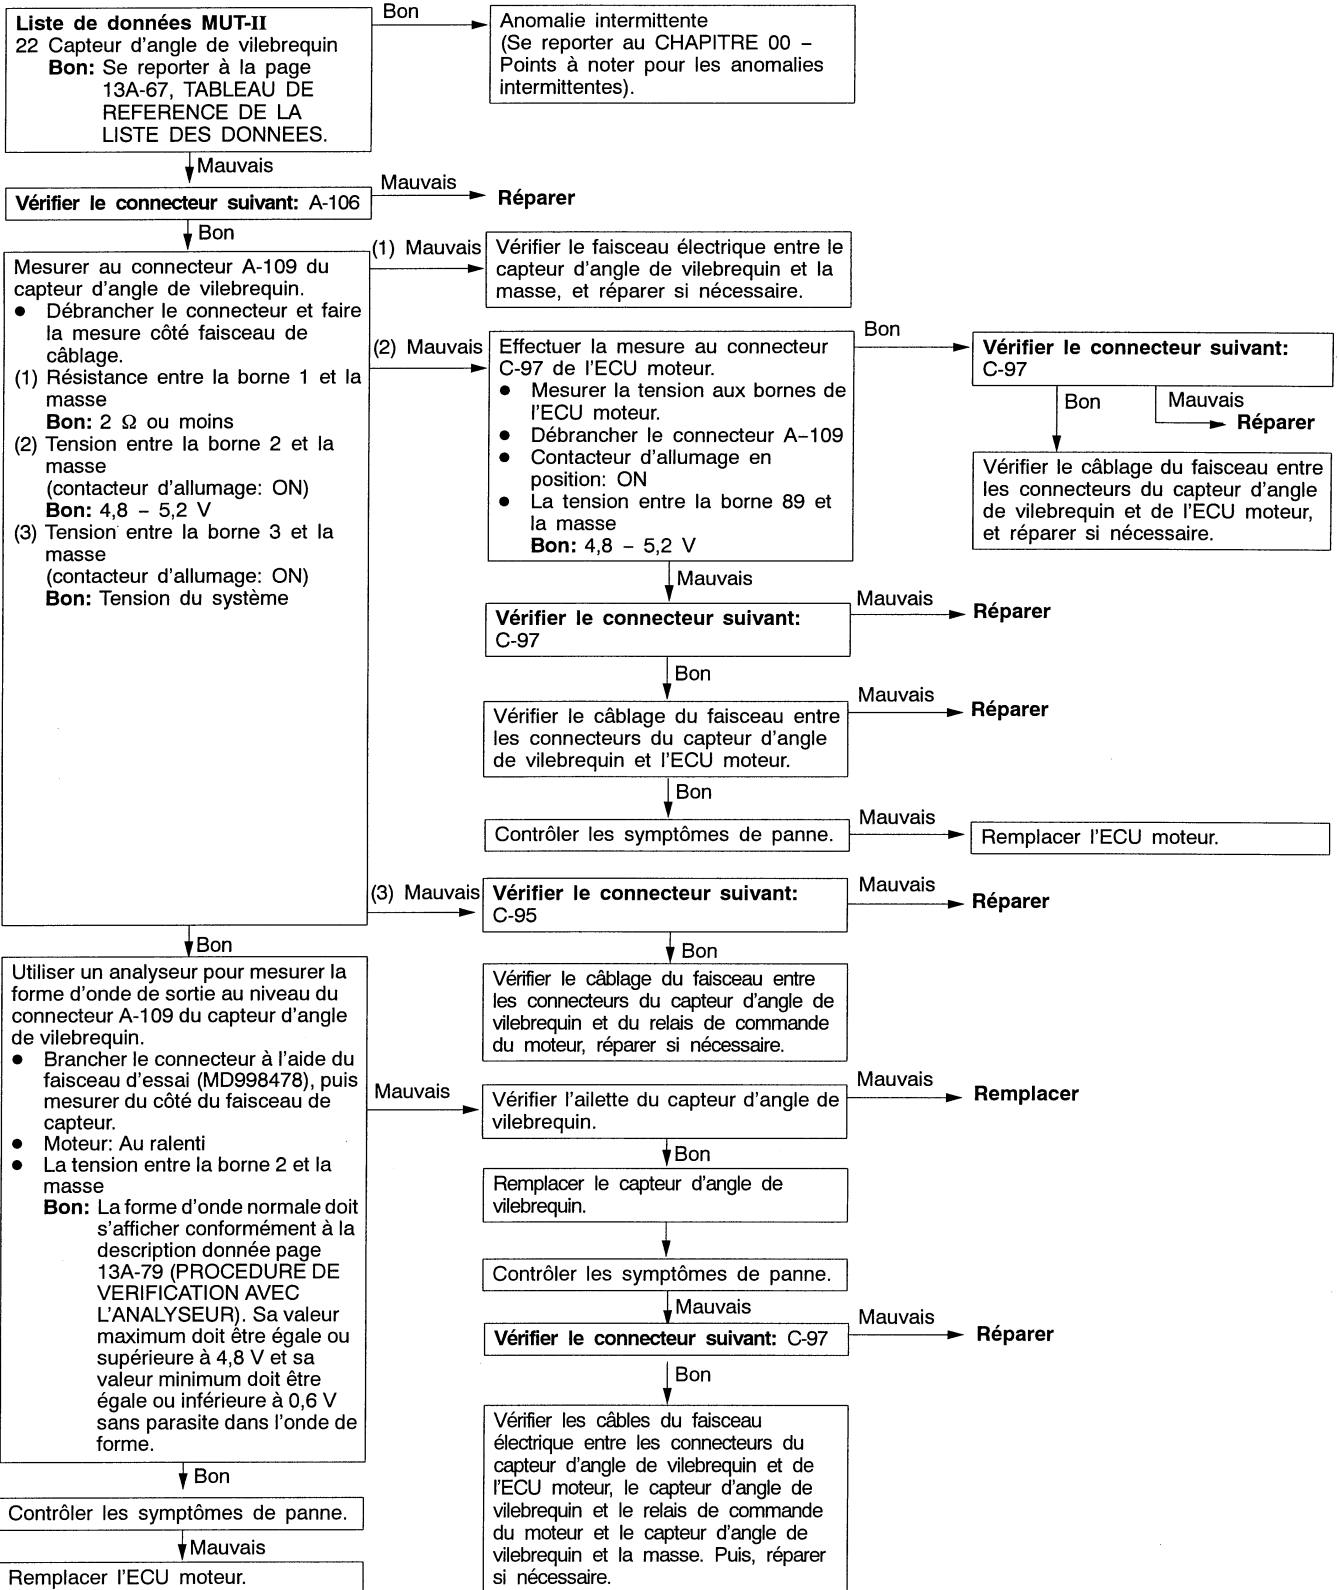 Liste de données MUT-II
22 Capteur d'angle de vilebrequin
Bon: Se reporter à la page
13A-67, TABLEAU DE
REFERENCE DE LA
LISTE DES DONNEES.
Bon
Anomalie intermittente
(Se reporter au CHAPITRE 00 –
Points à noter pour les anomalies
intermittentes).
Mauvais
Vérifier le connecteur suivant: A-106
Mauvais
Réparer
Bon
Mesurer au connecteur A-109 du
capteur d'angle de vilebrequin.
● Débrancher le connecteur et faire
la mesure côté faisceau de
câblage.
(1) Résistance entre la borne 1 et la
masse
Bon: 2 Ω ou moins
(2) Tension entre la borne 2 et la
masse
(contacteur d'allumage: ON)
Bon: 4,8 – 5,2 V
(3) Tension entre la borne 3 et la
masse
(contacteur d'allumage: ON)
Bon: Tension du système
(1) Mauvais
Vérifier le faisceau électrique entre le
capteur d'angle de vilebrequin et la
masse, et réparer si nécessaire.
(2) Mauvais
Effectuer la mesure au connecteur
C-97 de l'ECU moteur.
● Mesurer la tension aux bornes de
l'ECU moteur.
● Débrancher le connecteur A–109
● Contacteur d'allumage en
position: ON
● La tension entre la borne 89 et
la masse
Bon: 4,8 – 5,2 V
Bon
Vérifier le connecteur suivant:
C-97
Bon
Mauvais
Réparer
Vérifier le câblage du faisceau entre
les connecteurs du capteur d'angle
de vilebrequin et de l'ECU moteur,
et réparer si nécessaire.
Mauvais
Vérifier le connecteur suivant:
C-97
Mauvais
Réparer
Bon
Vérifier le câblage du faisceau entre
les connecteurs du capteur d'angle
de vilebrequin et l'ECU moteur.
Mauvais
Réparer
Bon
Contrôler les symptômes de panne.
Mauvais
Remplacer l'ECU moteur.
(3) Mauvais
Vérifier le connecteur suivant:
C-95
Mauvais
Réparer
Bon
Vérifier le câblage du faisceau entre
les connecteurs du capteur d'angle de
vilebrequin et du relais de commande
du moteur, réparer si nécessaire.
Bon
Utiliser un analyseur pour mesurer la
forme d'onde de sortie au niveau du
connecteur A-109 du capteur d'angle
de vilebrequin.
● Brancher le connecteur à l'aide du
faisceau d'essai (MD998478), puis
mesurer du côté du faisceau de
capteur.
● Moteur: Au ralenti
● La tension entre la borne 2 et la
masse
Bon: La forme d'onde normale doit
s'afficher conformément à la
description donnée page
13A-79 (PROCEDURE DE
VERIFICATION AVEC
L'ANALYSEUR). Sa valeur
maximum doit être égale ou
supérieure à 4,8 V et sa
valeur minimum doit être
égale ou inférieure à 0,6 V
sans parasite dans l'onde de
forme.
Mauvais
Vérifier l'ailette du capteur d'angle de
vilebrequin.
Mauvais
Remplacer
Bon
Remplacer le capteur d'angle de
vilebrequin.
Contrôler les symptômes de panne.
Mauvais
Vérifier le connecteur suivant: C-97
Mauvais
Réparer
Bon
Vérifier les câbles du faisceau
électrique entre les connecteurs du
capteur d'angle de vilebrequin et de
l'ECU moteur, le capteur d'angle de
vilebrequin et le relais de commande
du moteur et le capteur d'angle de
vilebrequin et la masse. Puis, réparer
si nécessaire.
Bon
Contrôler les symptômes de panne.
Mauvais
Remplacer l'ECU moteur.